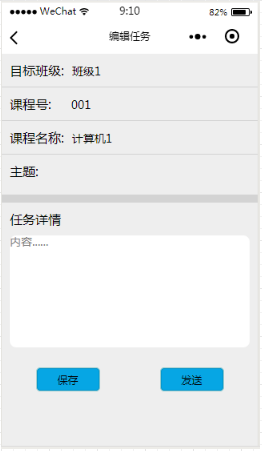 ●●●●● WeChat 9:10 82%
编辑任务
目标班级: 班级1
课程号: 001
课程名称: 计算机1
主题:
任务详情
内容......
保存 发送